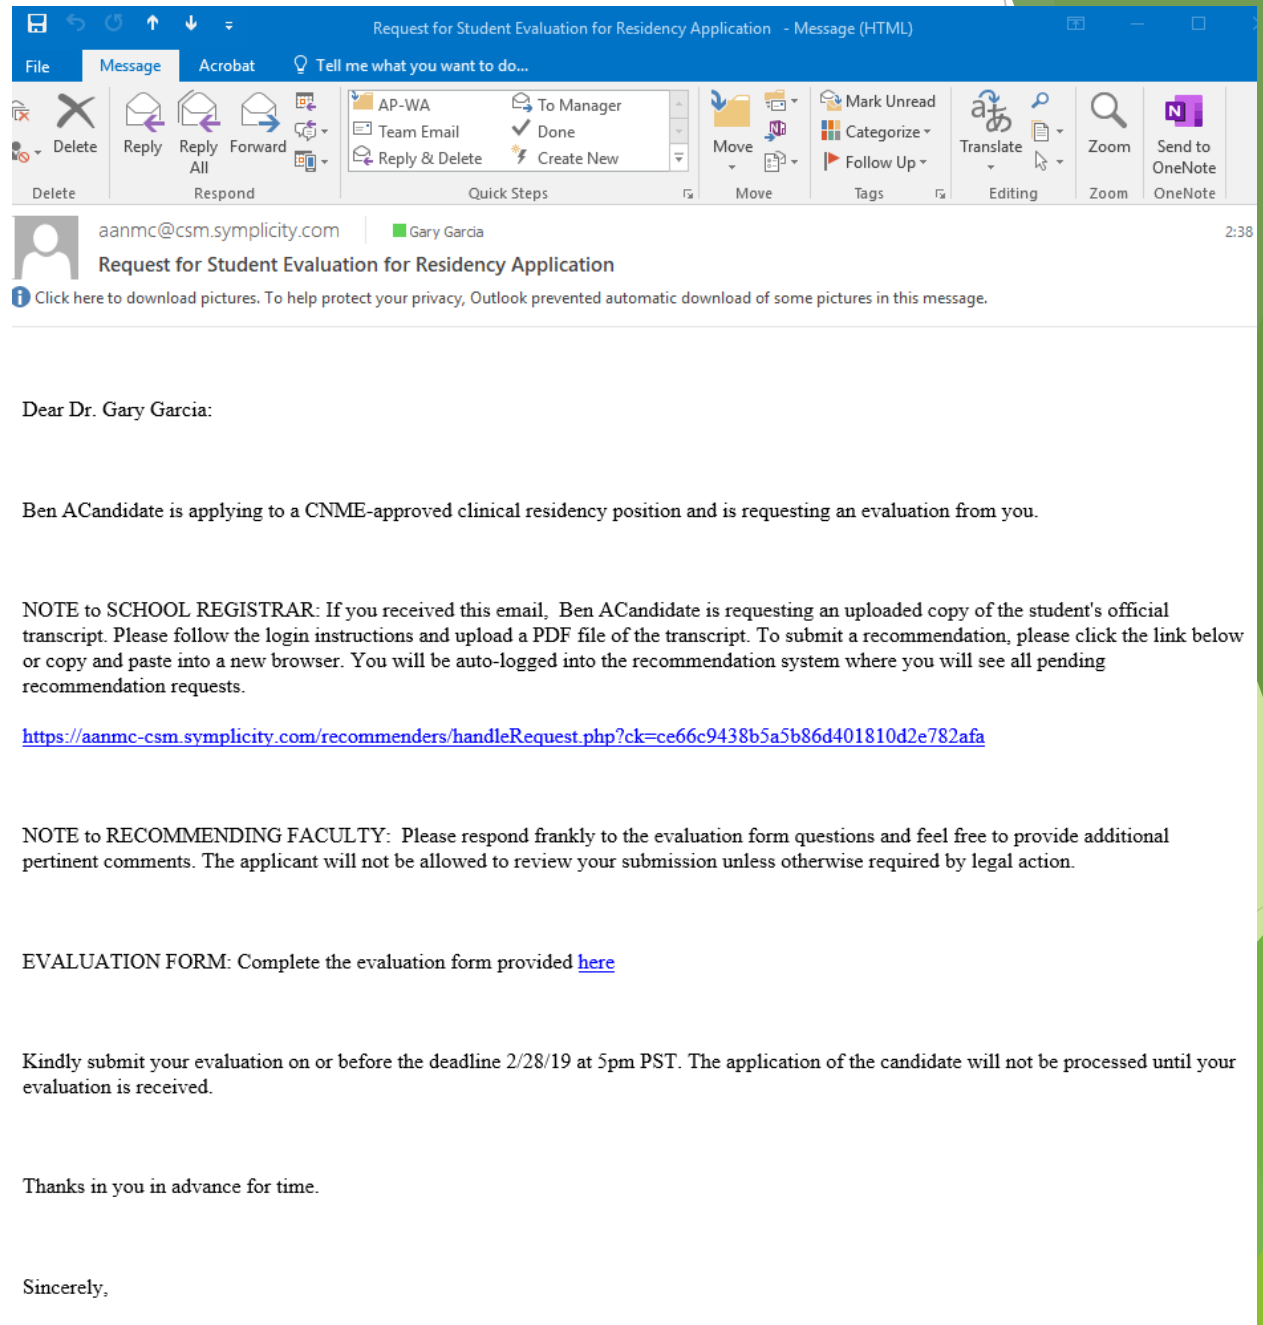 Request for Student Evaluation for Residency Application - Message (HTML)
File Message Acrobat Tell me what you want to do...
Delete Reply Reply All Forward
AP-WA To Manager
Team Email Done
Reply & Delete Create New
Move
Mark Unread
Categorize
Follow Up
Translate
Zoom
Send to OneNote
Delete Respond Quick Steps Move Tags Editing Zoom OneNote
aanmc@csm.symplicity.com Gary Garcia 2:38
Request for Student Evaluation for Residency Application
Click here to download pictures. To help protect your privacy, Outlook prevented automatic download of some pictures in this message.
Dear Dr. Gary Garcia:
Ben ACandidate is applying to a CNME-approved clinical residency position and is requesting an evaluation from you.
NOTE to SCHOOL REGISTRAR: If you received this email,  Ben ACandidate is requesting an uploaded copy of the student's official
transcript. Please follow the login instructions and upload a PDF file of the transcript. To submit a recommendation, please click the link below
or copy and paste into a new browser. You will be auto-logged into the recommendation system where you will see all pending
recommendation requests.
https://aanmc-csm.symplicity.com/recommenders/handleRequest.php?ck=ce66c9438b5a5b86d401810d2e782afa
NOTE to RECOMMENDING FACULTY:  Please respond frankly to the evaluation form questions and feel free to provide additional
pertinent comments. The applicant will not be allowed to review your submission unless otherwise required by legal action.
EVALUATION FORM: Complete the evaluation form provided here
Kindly submit your evaluation on or before the deadline 2/28/19 at 5pm PST. The application of the candidate will not be processed until your
evaluation is received.
Thanks in you in advance for time.
Sincerely,